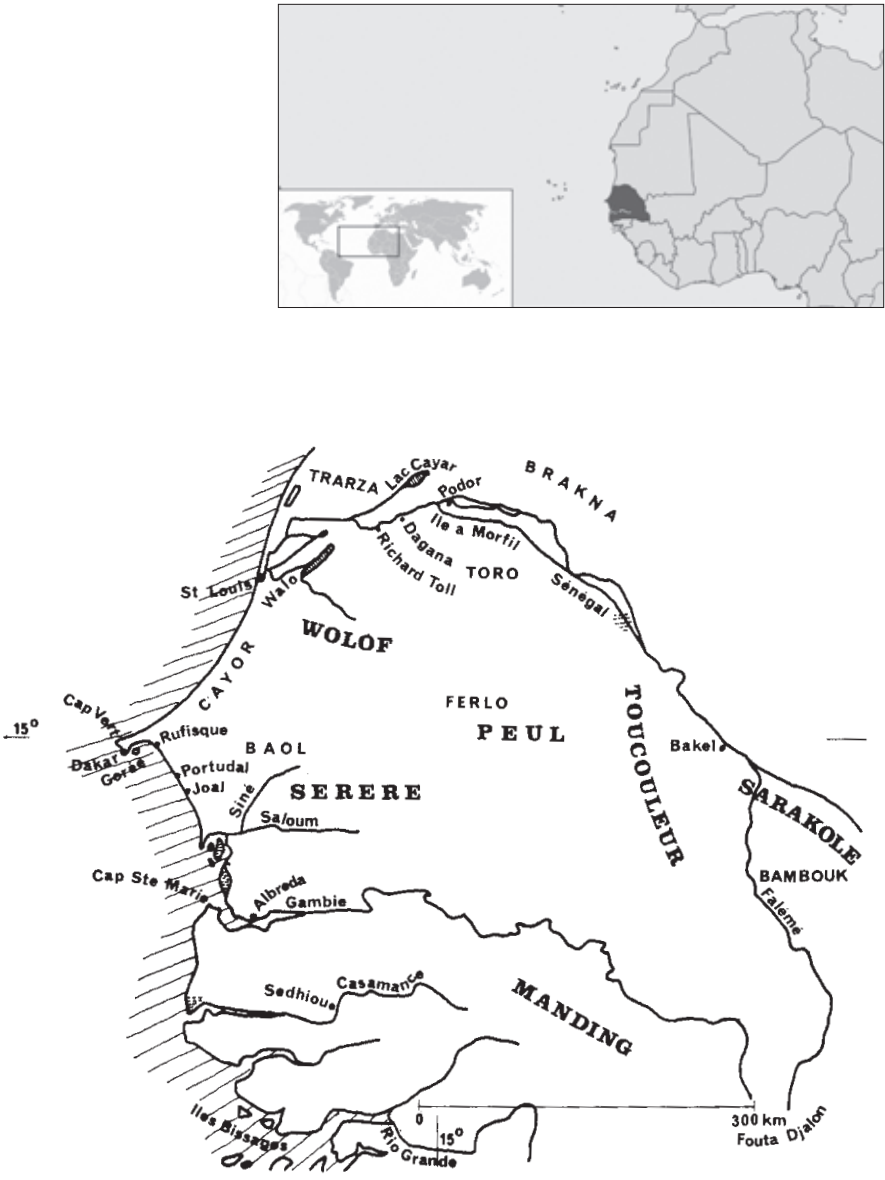 BRAKNA
TRARZA
Lac Cayar
Podor
Ile a Morfil
Dagana
Richard Toll
TORO
Sénégal
St Louis
Walo
WOLOF
CAYOR
FERLO
PEUL
TOUCOULEUR
Cap Vert
15°
Rufisque
Dakar
Goraé
BAOL
Bakel
Portudal
Joal
Siné
SERERE
SARAKOLE
Saloum
Cap Ste Marie
Albreda
Gambie
BAMBOUK
Falémé
Sedhiou
Casamance
MANDING
Iles Bissagos
Rio Grande
0
300 km
15°
Fouta Djalon